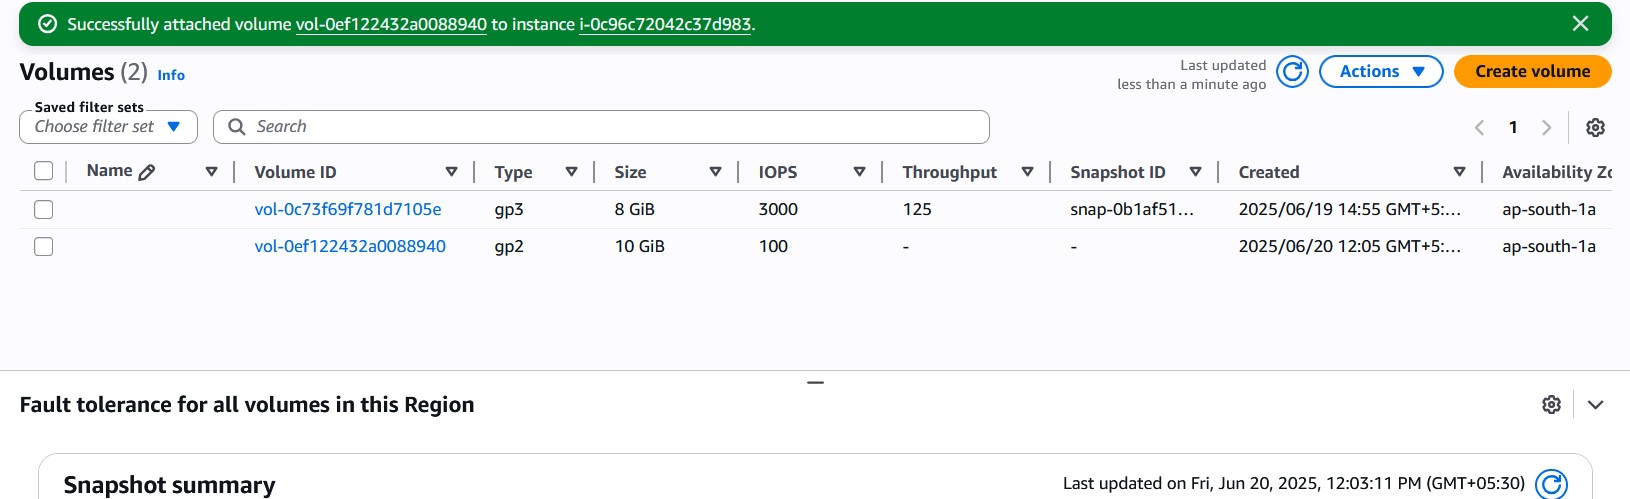 Successfully attached volume vol-0ef122432a0088940 to instance i-0c96c72042c37d983.
Volumes (2) Info
Last updated
less than a minute ago
Actions
Create volume
Saved filter sets
Choose filter set
Search
1
Name Volume ID Type Size IOPS Throughput Snapshot ID Created Availability Zo
vol-0c73f69f781d7105e gp3 8 GiB 3000 125 snap-0b1af51... 2025/06/19 14:55 GMT+5:... ap-south-1a
vol-0ef122432a0088940 gp2 10 GiB 100 - - 2025/06/20 12:05 GMT+5:... ap-south-1a
Fault tolerance for all volumes in this Region
Snapshot summary
Last updated on Fri, Jun 20, 2025, 12:03:11 PM (GMT+05:30)